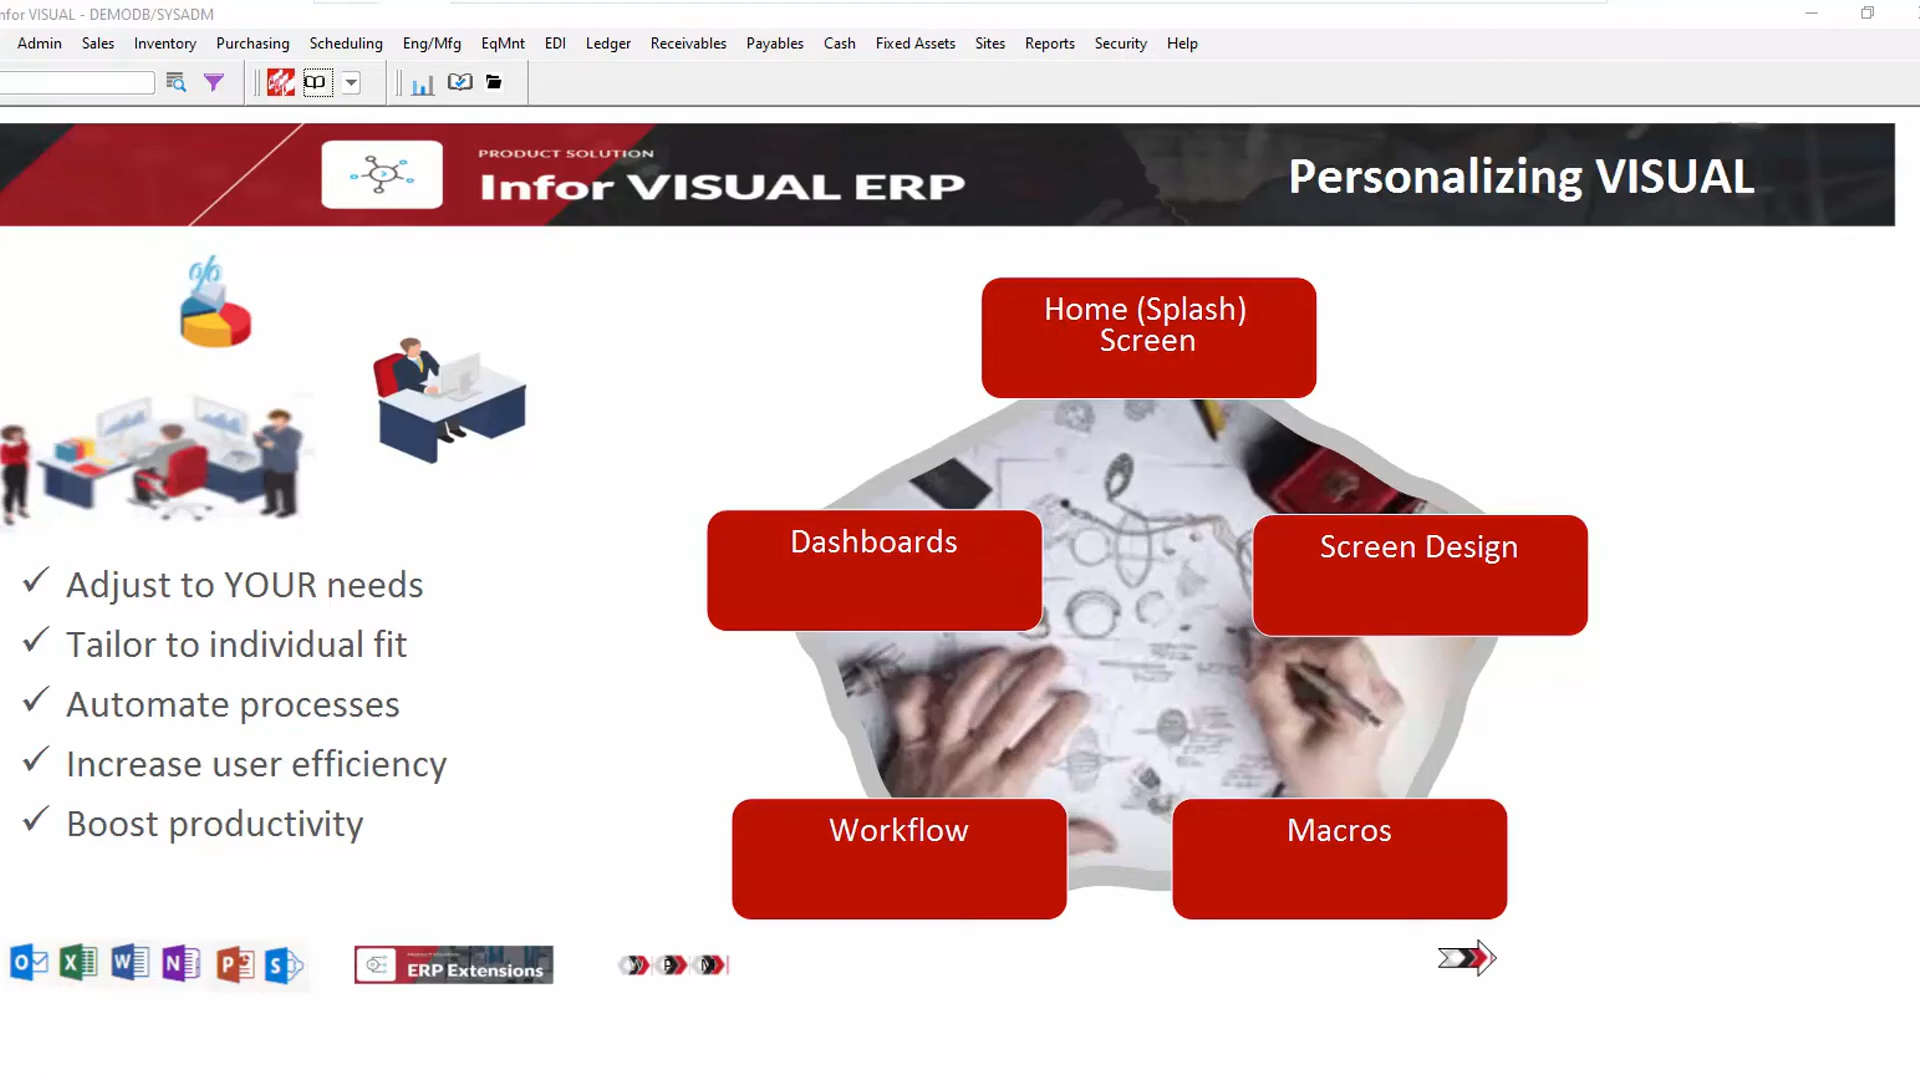 nfor VISUAL - DEMODB/SYSADM
Admin Sales Inventory Purchasing Scheduling Eng/Mfg EqMnt EDI Ledger Receivables Payables Cash Fixed Assets Sites Reports Security Help
PRODUCT SOLUTION
Infor VISUAL ERP
Personalizing VISUAL
Home (Splash)
Screen
Dashboards
Screen Design
✓ Adjust to YOUR needs
✓ Tailor to individual fit
✓ Automate processes
✓ Increase user efficiency
✓ Boost productivity
Workflow
Macros
ERP Extensions